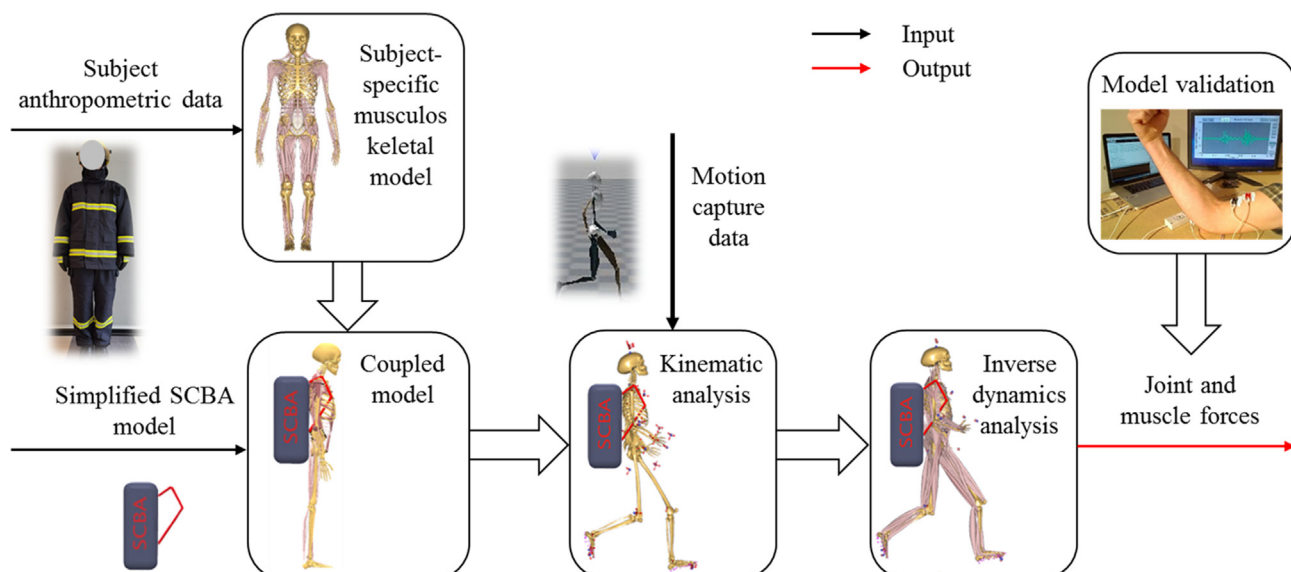 Subject
anthropometric data
Subject-
specific
musculos
keletal
model
Input
Output
Model validation
Motion
capture
data
Simplified SCBA
model
SCBA
SCBA
Coupled
model
SCBA
Kinematic
analysis
SCBA
Inverse
dynamics
analysis
Joint and
muscle forces